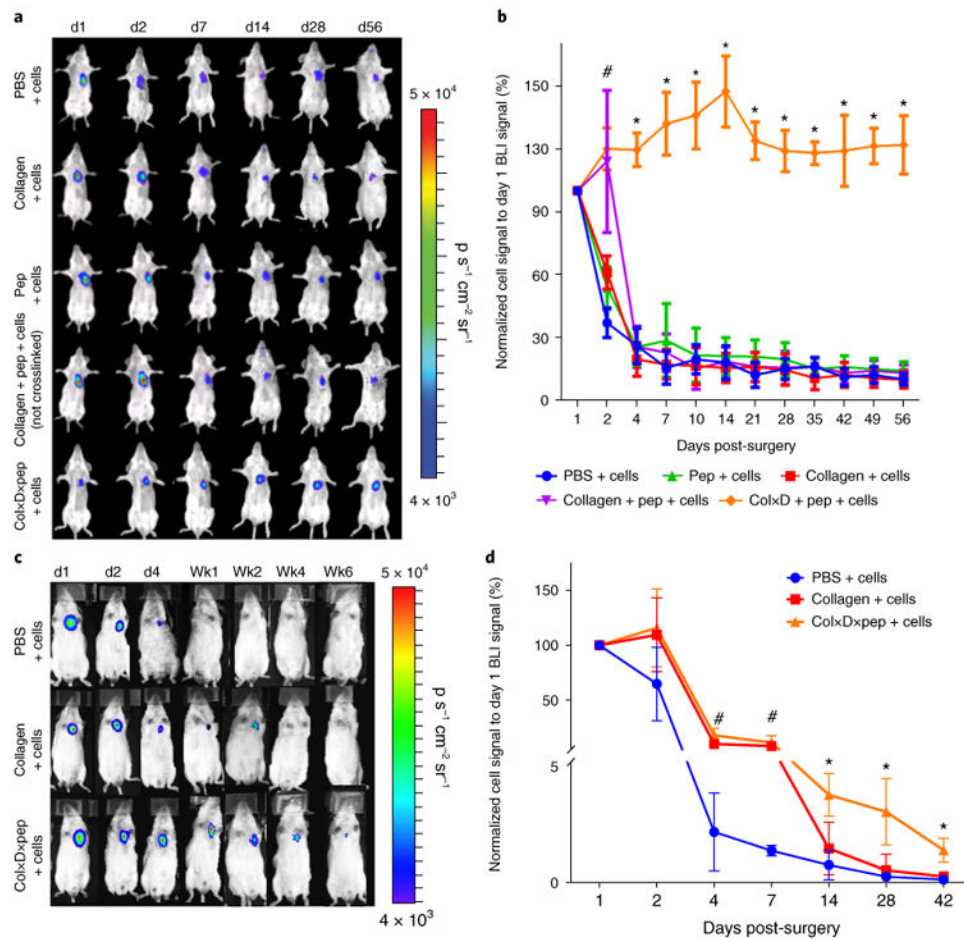 a
d1 d2 d7 d14 d28 d56
PBS
+ cells
Collagen
+ cells
Pep
+ cells
Collagen + pep + cells
(not crosslinked)
Col×D×pep
+ cells
5 × 10⁴
p s⁻¹ cm⁻² sr⁻¹
4 × 10³
b
Normalized cell signal to day 1 BLI signal (%)
150
130
90
60
30
0
#
* * * * * * * * * *
1 2 4 7 10 14 21 28 35 42 49 56
Days post-surgery
PBS + cells Pep + cells Collagen + cells
Collagen + pep + cells Col×D + pep + cells
c
d1 d2 d4 Wk1 Wk2 Wk4 Wk6
PBS
+ cells
Collagen
+ cells
Col×D×pep
+ cells
5 × 10⁴
p s⁻¹ cm⁻² sr⁻¹
4 × 10³
d
Normalized cell signal to day 1 BLI signal (%)
150
100
50
5
0
PBS + cells
Collagen + cells
Col×D×pep + cells
# #
* * *
1 2 4 7 14 28 42
Days post-surgery